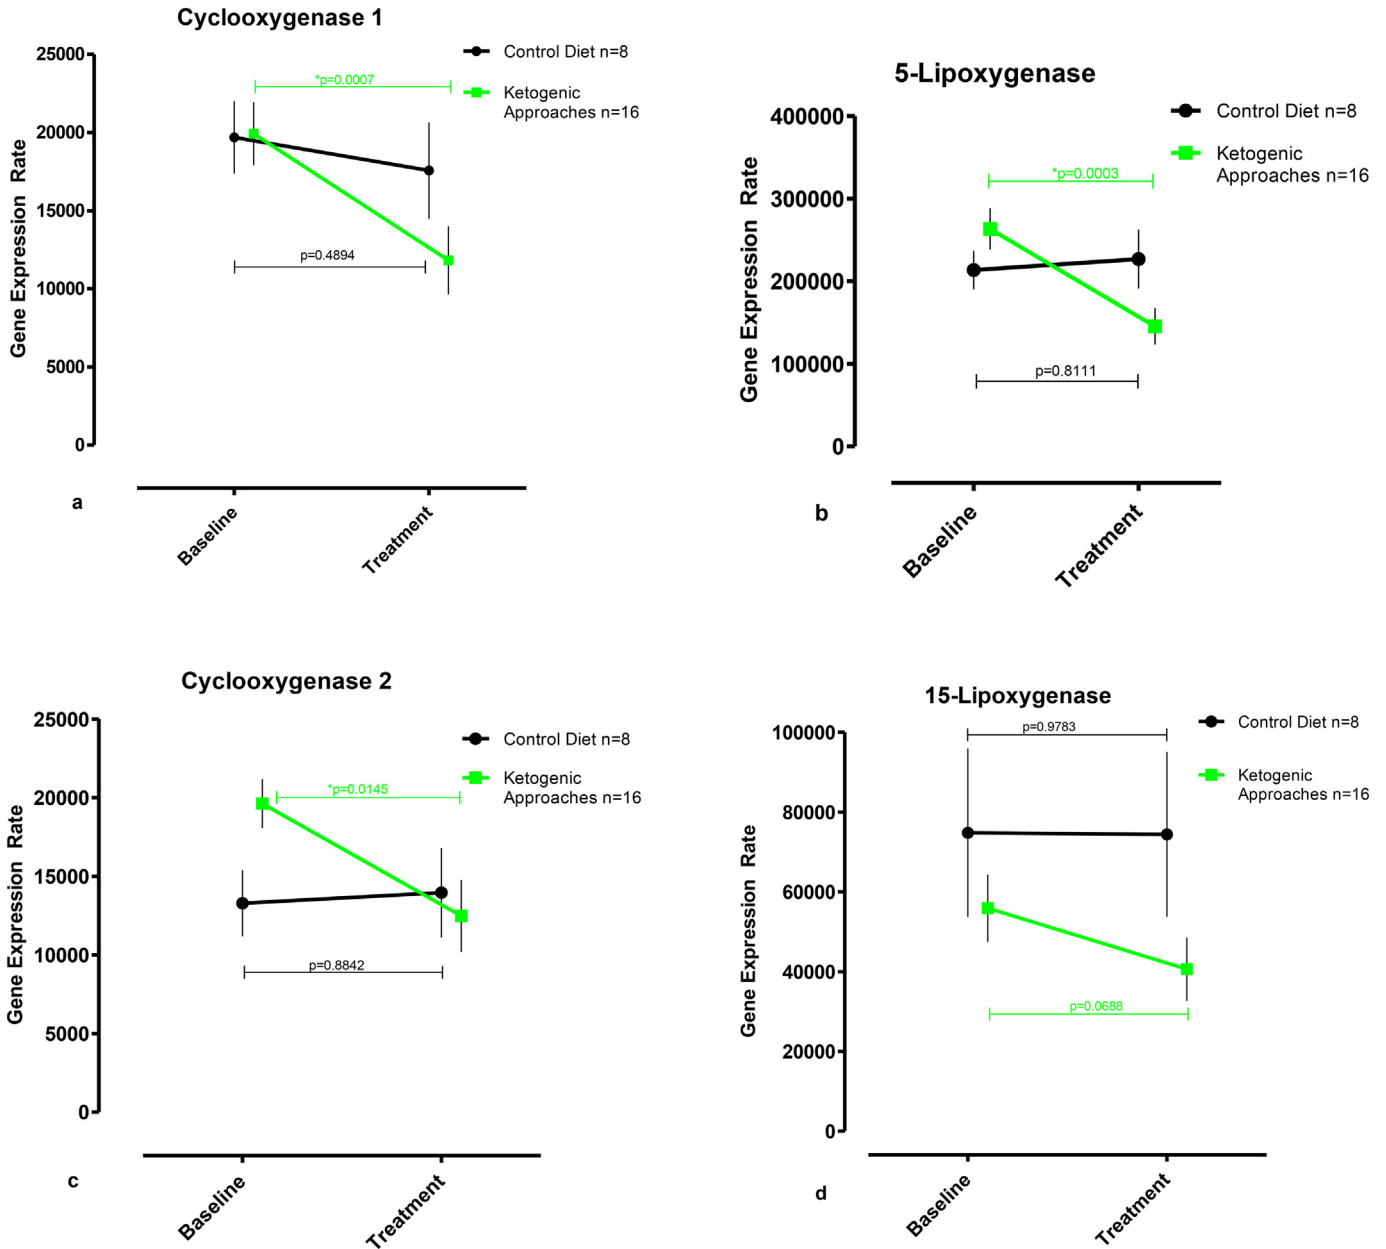 Cyclooxygenase 1
Control Diet n=8
Ketogenic
Approaches n=16
*p=0.0007
p=0.4894
25000
20000
15000
10000
5000
0
Gene Expression Rate
Baseline
Treatment
a
5-Lipoxygenase
Control Diet n=8
Ketogenic
Approaches n=16
*p=0.0003
p=0.8111
400000
300000
200000
100000
0
Gene Expression Rate
Baseline
Treatment
b
Cyclooxygenase 2
Control Diet n=8
Ketogenic
Approaches n=16
*p=0.0145
p=0.8842
25000
20000
15000
10000
5000
0
Gene Expression Rate
Baseline
Treatment
c
15-Lipoxygenase
Control Diet n=8
Ketogenic
Approaches n=16
p=0.9783
p=0.0688
100000
80000
60000
40000
20000
0
Gene Expression Rate
Baseline
Treatment
d